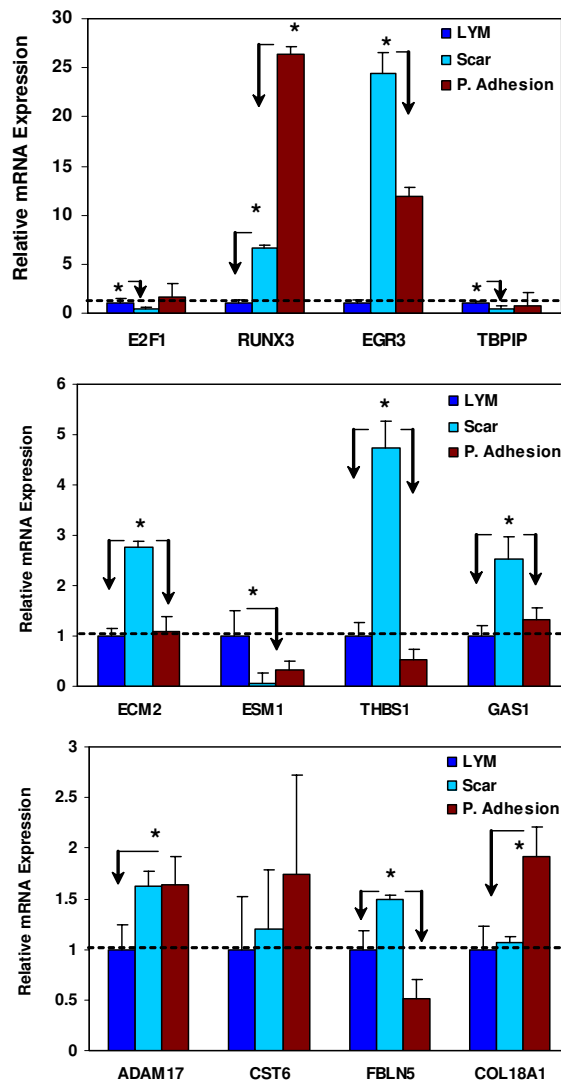 Relative mRNA Expression
30
25
20
15
10
5
0
LYM
Scar
P. Adhesion
* * * * *
E2F1 RUNX3 EGR3 TBPIP
Relative mRNA Expression
6
5
4
3
2
1
0
LYM
Scar
P. Adhesion
* * * *
ECM2 ESM1 THBS1 GAS1
Relative mRNA Expression
3
2.5
2
1.5
1
0.5
0
LYM
Scar
P. Adhesion
* * *
ADAM17 CST6 FBLN5 COL18A1